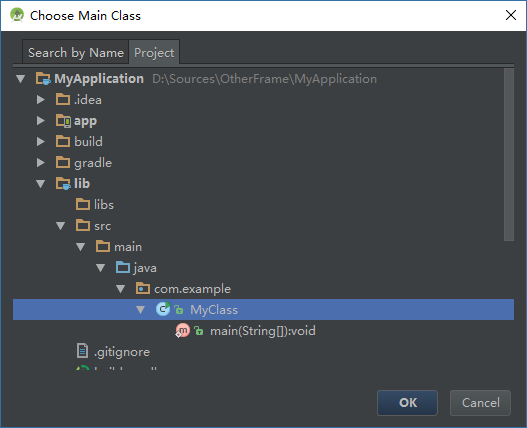 Choose Main Class
Search by Name Project
MyApplication D:\Sources\OtherFrame\MyApplication
.idea
app
build
gradle
lib
libs
src
main
java
com.example
MyClass
main(String[]):void
.gitignore
OK Cancel